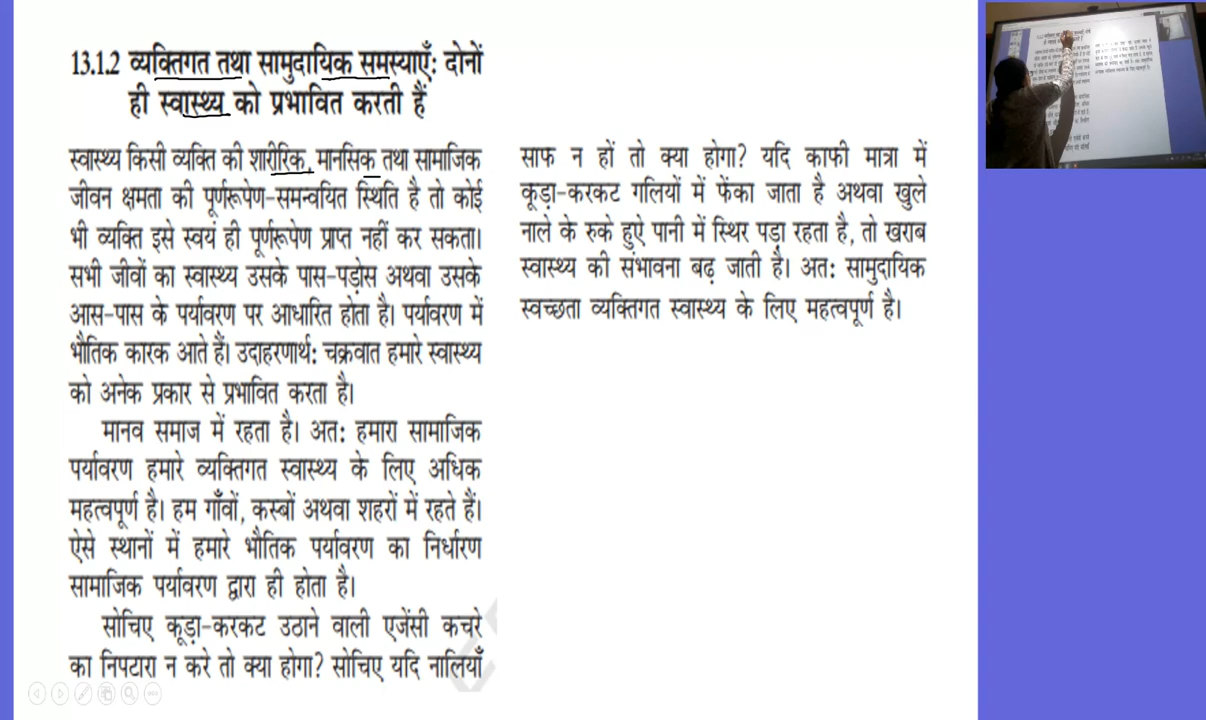 13.1.2 व्यक्तिगत तथा सामुदायिक समस्याएँ: दोनों
ही स्वास्थ्य को प्रभावित करती हैं
स्वास्थ्य किसी व्यक्ति की शारीरिक, मानसिक तथा सामाजिक
जीवन क्षमता की पूर्णरूपेण-समन्वयित स्थिति है तो कोई
भी व्यक्ति इसे स्वयं ही पूर्णरूपेण प्राप्त नहीं कर सकता।
सभी जीवों का स्वास्थ्य उसके पास-पड़ोस अथवा उसके
आस-पास के पर्यावरण पर आधारित होता है। पर्यावरण में
भौतिक कारक आते हैं। उदाहरणार्थ: चक्रवात हमारे स्वास्थ्य
को अनेक प्रकार से प्रभावित करता है।
मानव समाज में रहता है। अत: हमारा सामाजिक
पर्यावरण हमारे व्यक्तिगत स्वास्थ्य के लिए अधिक
महत्वपूर्ण है। हम गाँवों, कस्बों अथवा शहरों में रहते हैं।
ऐसे स्थानों में हमारे भौतिक पर्यावरण का निर्धारण
सामाजिक पर्यावरण द्वारा ही होता है।
सोचिए कूड़ा-करकट उठाने वाली एजेंसी कचरे
का निपटारा न करे तो क्या होगा? सोचिए यदि नालियाँ
साफ न हों तो क्या होगा? यदि काफी मात्रा में
कूड़ा-करकट गलियों में फेंका जाता है अथवा खुले
नाले के रुके हुऐ पानी में स्थिर पड़ा रहता है, तो खराब
स्वास्थ्य की संभावना बढ़ जाती है। अत: सामुदायिक
स्वच्छता व्यक्तिगत स्वास्थ्य के लिए महत्वपूर्ण है।